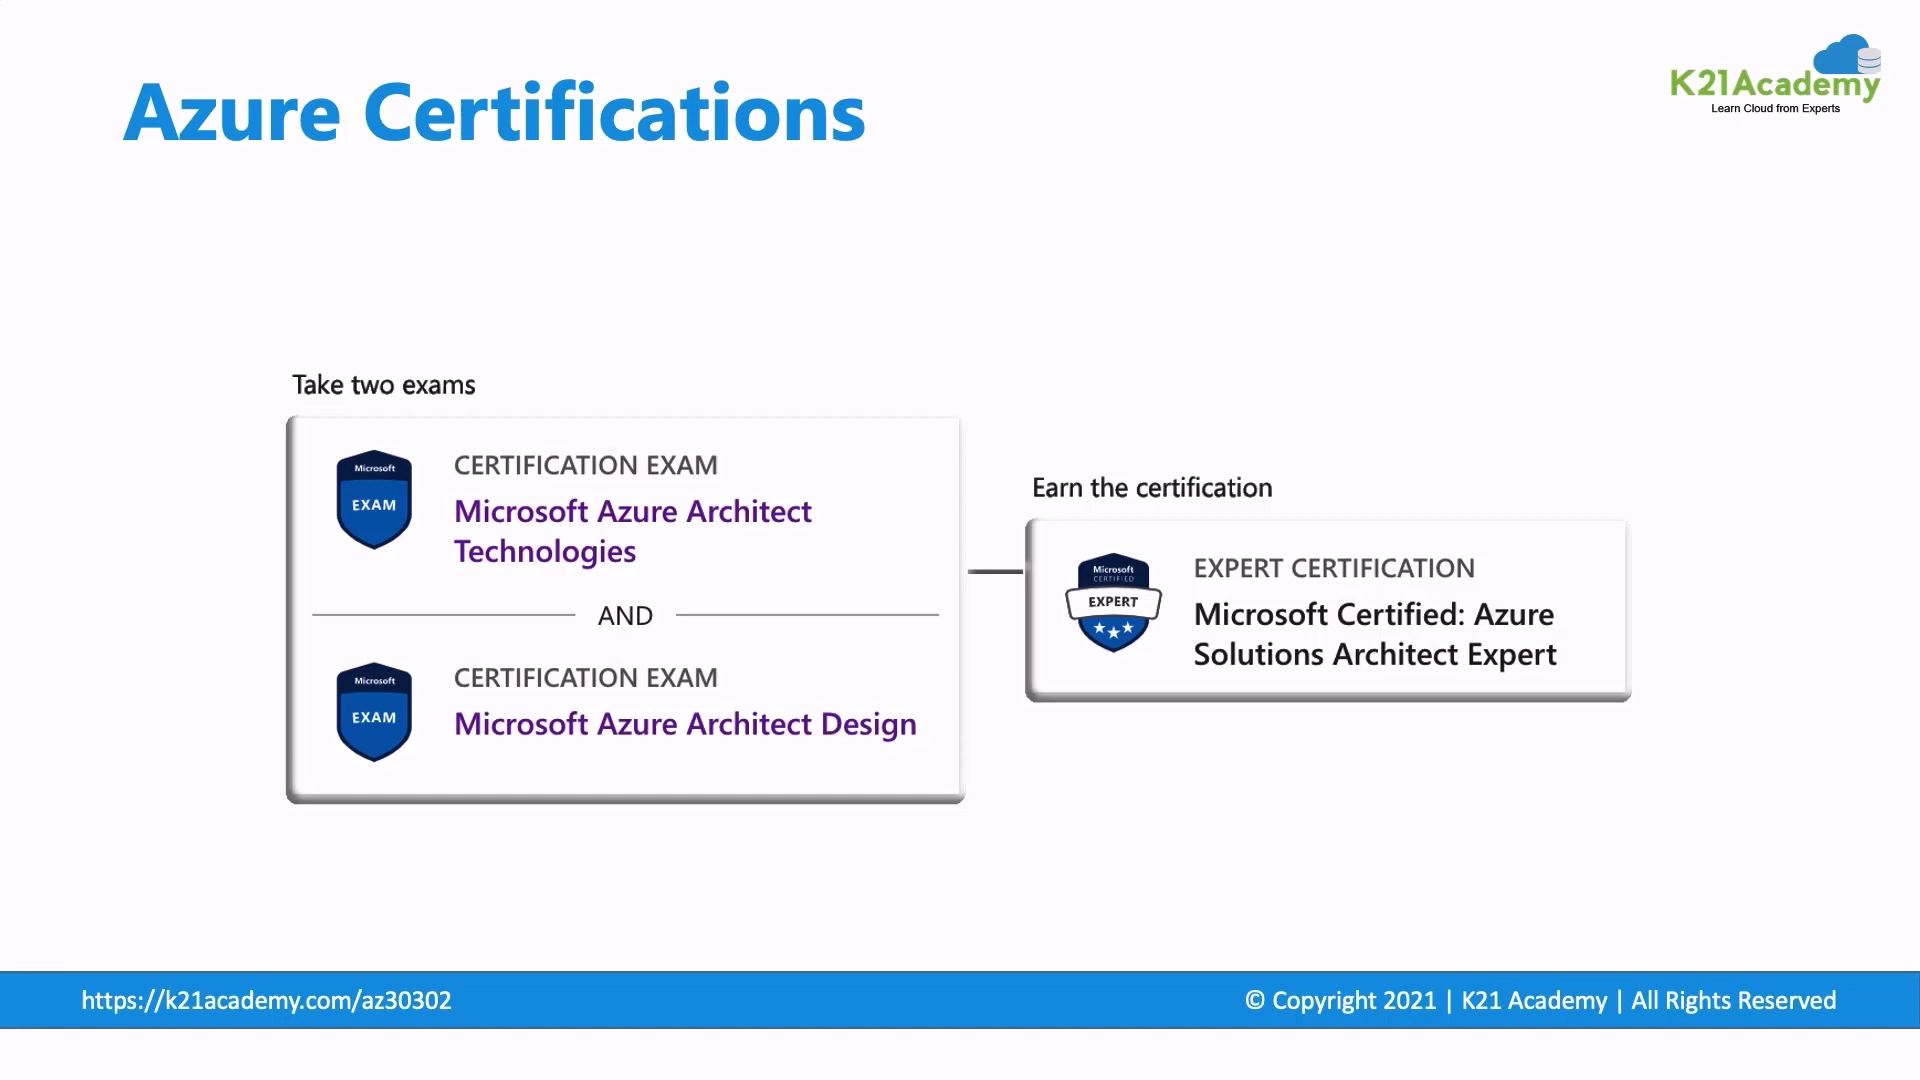 Azure Certifications
K21Academy
Learn Cloud from Experts
Take two exams
Microsoft
EXAM
CERTIFICATION EXAM
Microsoft Azure Architect
Technologies
AND
Microsoft
EXAM
CERTIFICATION EXAM
Microsoft Azure Architect Design
Earn the certification
Microsoft
CERTIFIED
EXPERT
EXPERT CERTIFICATION
Microsoft Certified: Azure
Solutions Architect Expert
https://k21academy.com/az30302
© Copyright 2021 | K21 Academy | All Rights Reserved